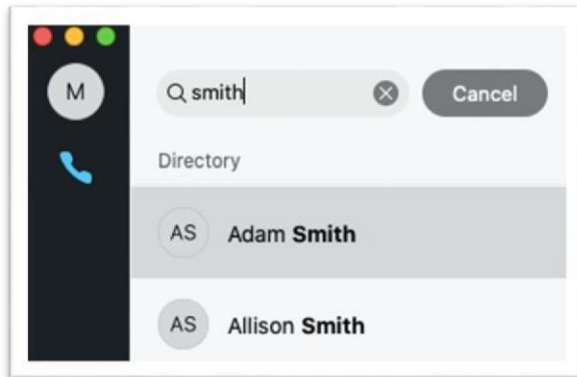 M
smith
Cancel
Directory
AS Adam Smith
AS Allison Smith